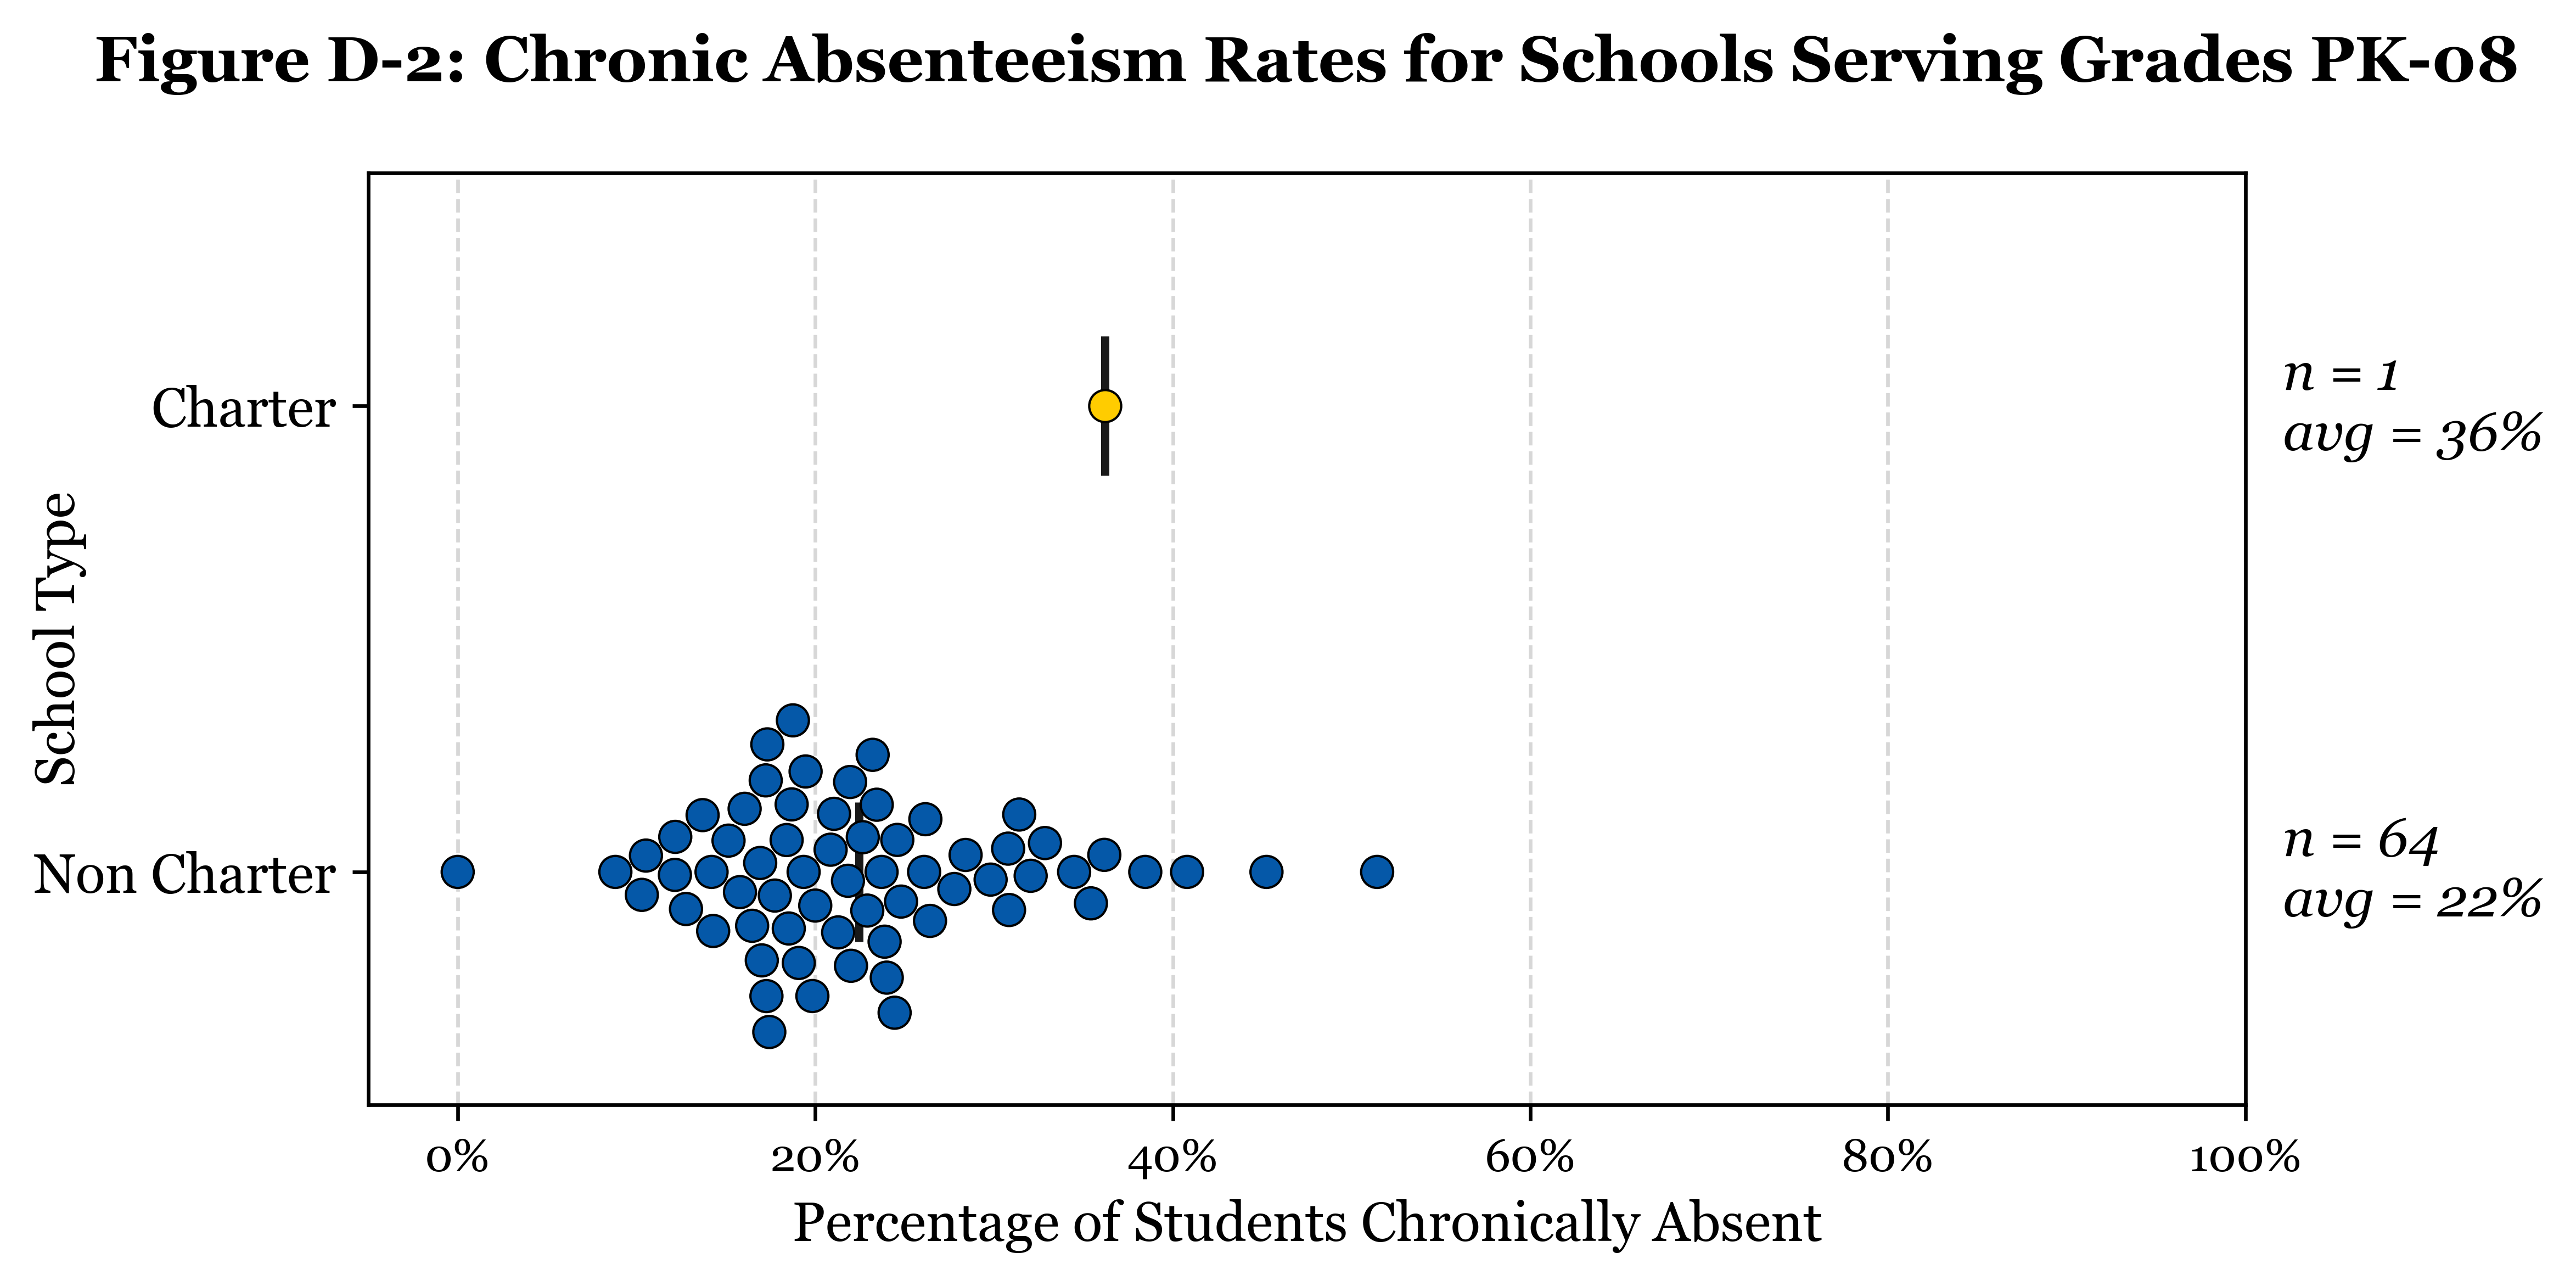 Figure D-2: Chronic Absenteeism Rates for Schools Serving Grades PK-08
School Type
Charter
n = 1
avg = 36%
Non Charter
n = 64
avg = 22%
0% 20% 40% 60% 80% 100%
Percentage of Students Chronically Absent